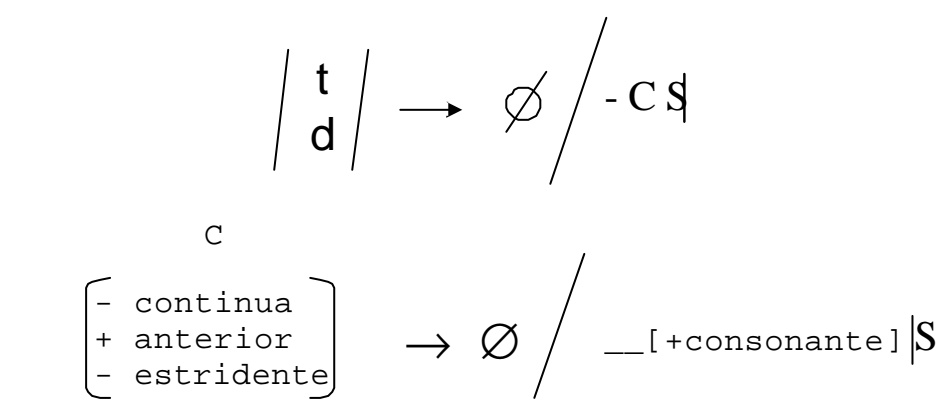 / t d / → ∅ / - C S|
C
- continua
+ anterior
- estridente
→ ∅ / __[+consonante]|S